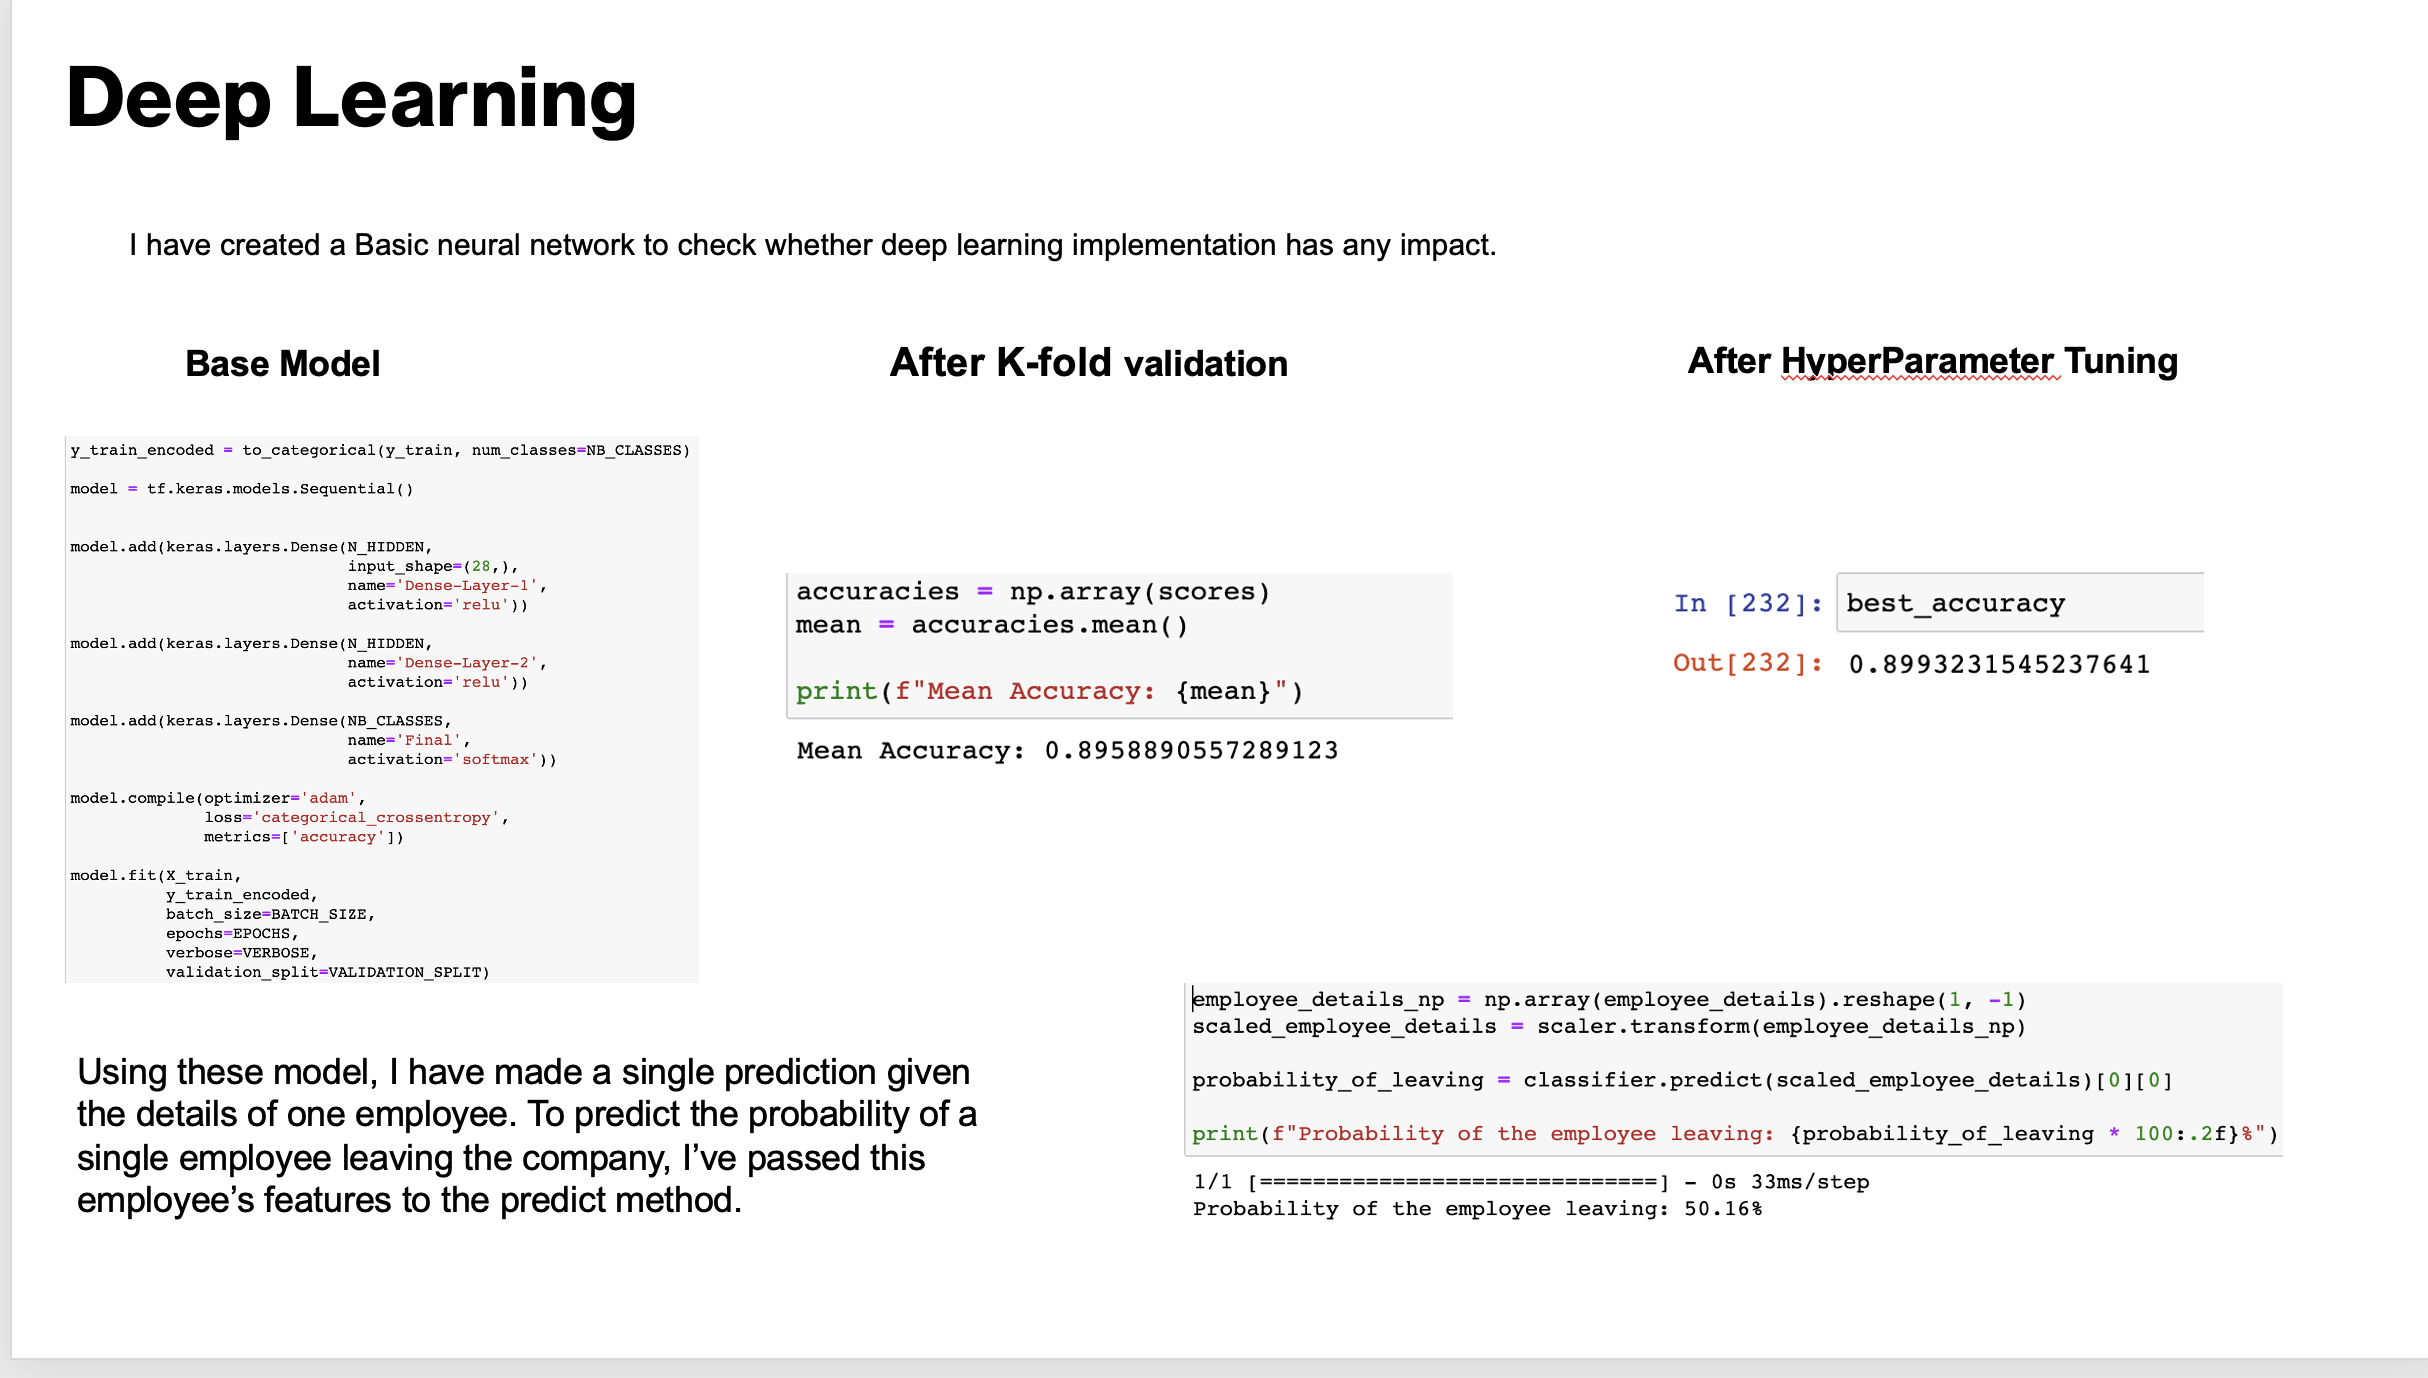 Deep Learning
I have created a Basic neural network to check whether deep learning implementation has any impact.
Base Model
After K-fold validation
After HyperParameter Tuning
y_train_encoded = to_categorical(y_train, num_classes=NB_CLASSES)
model = tf.keras.models.Sequential()
model.add(keras.layers.Dense(N_HIDDEN,
input_shape=(28,),
name='Dense-Layer-1',
activation='relu'))
model.add(keras.layers.Dense(N_HIDDEN,
name='Dense-Layer-2',
activation='relu'))
model.add(keras.layers.Dense(NB_CLASSES,
name='Final',
activation='softmax'))
model.compile(optimizer='adam',
loss='categorical_crossentropy',
metrics=['accuracy'])
model.fit(X_train,
y_train_encoded,
batch_size=BATCH_SIZE,
epochs=EPOCHS,
verbose=VERBOSE,
validation_split=VALIDATION_SPLIT)
accuracies = np.array(scores)
mean = accuracies.mean()
print(f"Mean Accuracy: {mean}")
Mean Accuracy: 0.8958890557289123
In [232]: best_accuracy
Out[232]: 0.8993231545237641
Using these model, I have made a single prediction given
the details of one employee. To predict the probability of a
single employee leaving the company, I've passed this
employee's features to the predict method.
employee_details_np = np.array(employee_details).reshape(1, -1)
scaled_employee_details = scaler.transform(employee_details_np)
probability_of_leaving = classifier.predict(scaled_employee_details)[0][0]
print(f"Probability of the employee leaving: {probability_of_leaving * 100:.2f}%")
1/1 [==============================] - 0s 33ms/step
Probability of the employee leaving: 50.16%